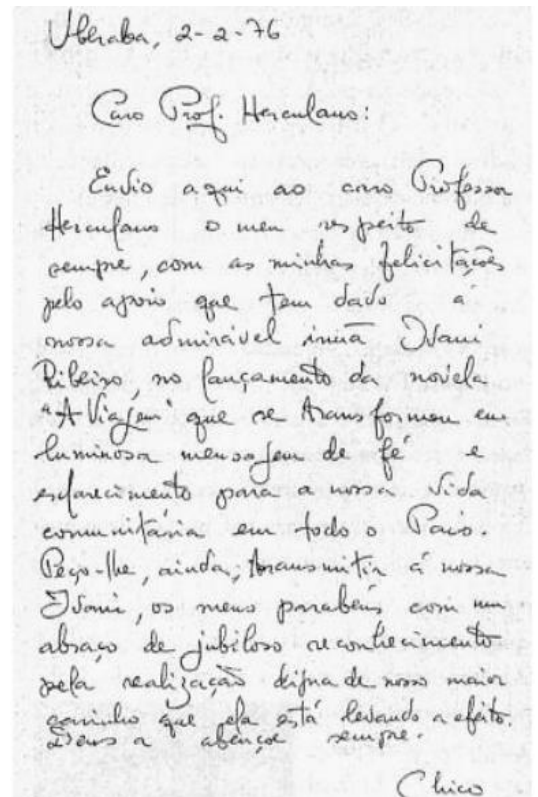 Uberaba, 2-2-76
Caro Prof. Herculano:
Envio aqui ao caro Professor
Herculano o meu respeito de
sempre, com as minhas felicitações
pelo apoio que tem dado à
nossa admirável irmã Ivani
Ribeiro, no lançamento da novela
"A Viagem" que se transformou em
luminosa mensagem de fé e
esclarecimento para a nossa vida
comunitária em todo o País.
Peço-lhe, ainda, transmitir à nossa
Ivani, os meus parabéns com um
abraço de jubiloso reconhecimento
pela realização digna de nosso maior
carinho que ela está levando a efeito.
Deus a abençoe sempre.
Chico